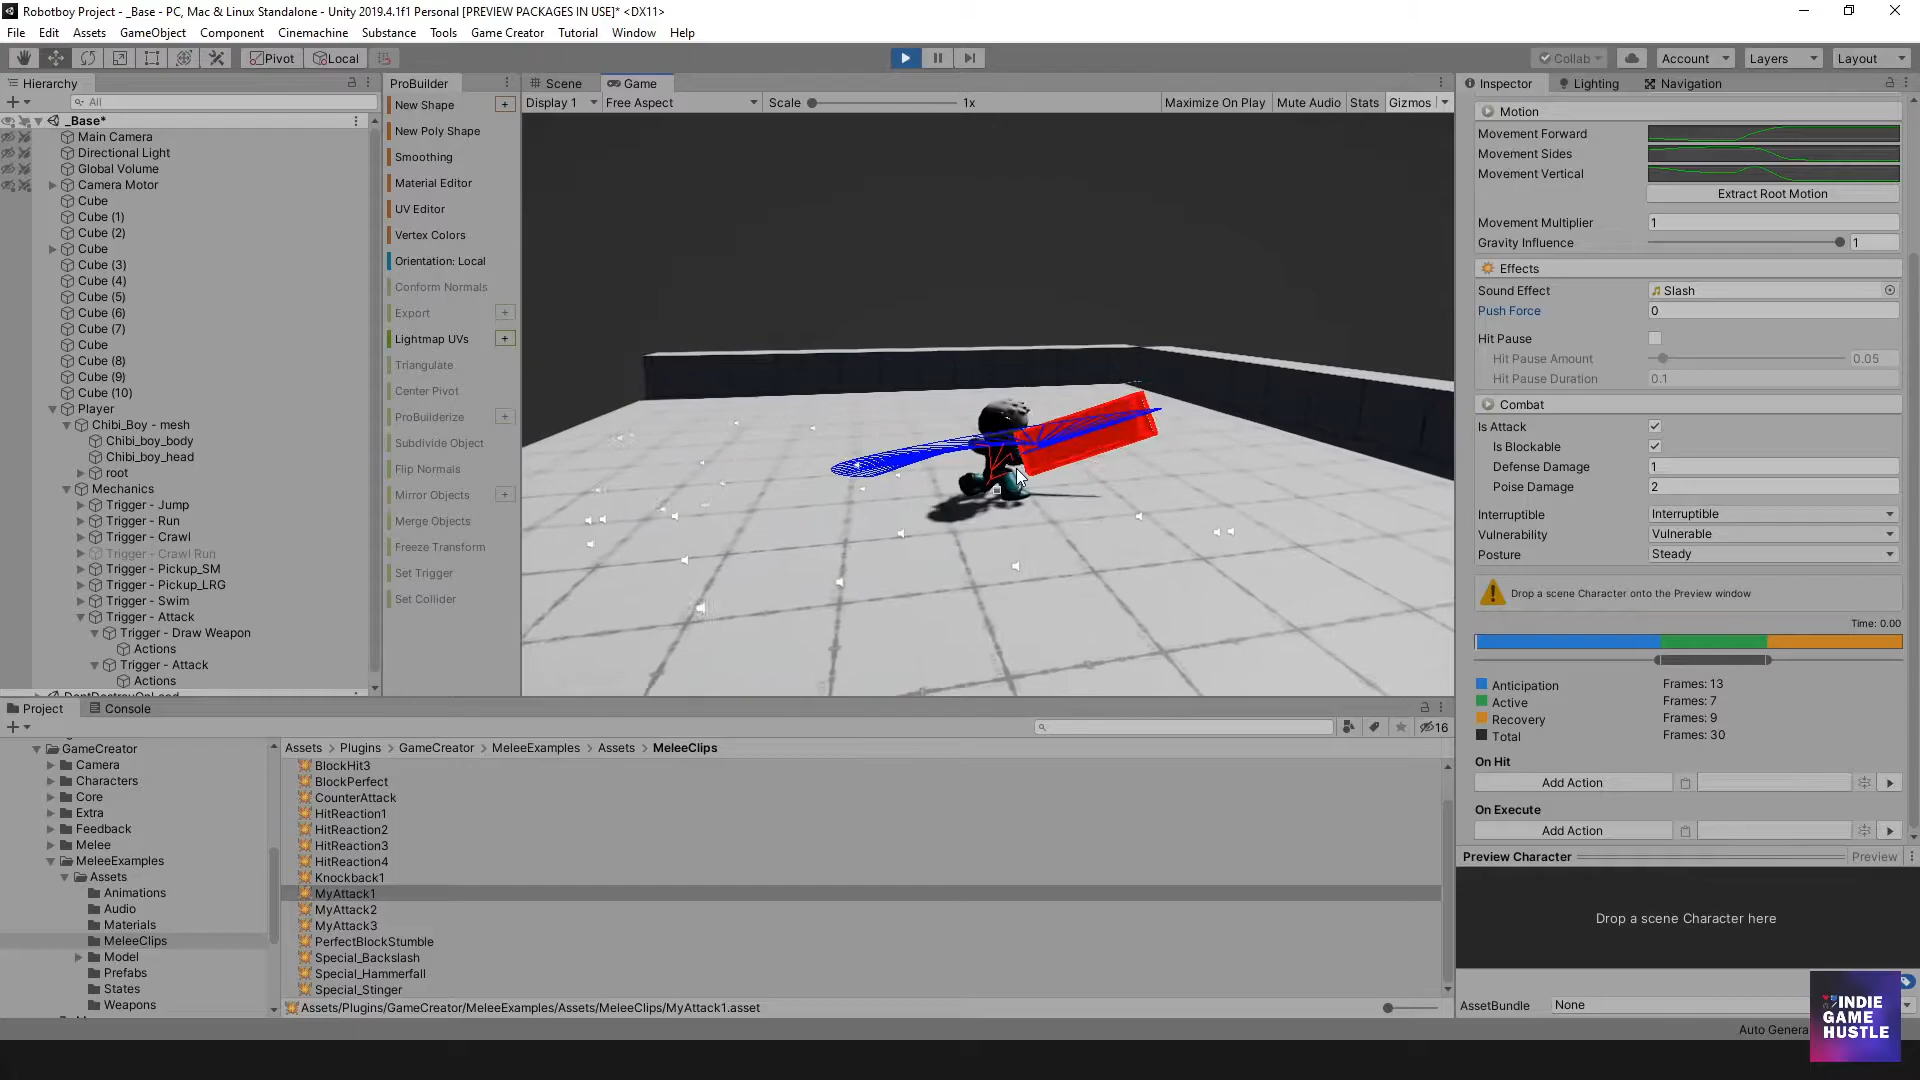 Robotboy Project - _Base - PC, Mac & Linux Standalone - Unity 2019.4.1f1 Personal [PREVIEW PACKAGES IN USE]* <DX11>
File Edit Assets GameObject Component Cinemachine Substance Tools Game Creator Tutorial Window Help
Pivot Local Collab Account Layers Layout
Hierarchy
All
_Base*
Main Camera
Directional Light
Global Volume
Camera Motor
Cube
Cube (1)
Cube (2)
Cube
Cube (3)
Cube (4)
Cube (5)
Cube (6)
Cube (7)
Cube
Cube (8)
Cube (9)
Cube (10)
Player
Chibi_Boy - mesh
Chibi_boy_body
Chibi_boy_head
root
Mechanics
Trigger - Jump
Trigger - Run
Trigger - Crawl
Trigger - Crawl Run
Trigger - Pickup_SM
Trigger - Pickup_LRG
Trigger - Swim
Trigger - Attack
Trigger - Draw Weapon
Actions
Trigger - Attack
Actions
DontDestroyOnLoad
ProBuilder
New Shape +
New Poly Shape
Smoothing
Material Editor
UV Editor
Vertex Colors
Orientation: Local
Conform Normals
Export +
Lightmap UVs +
Triangulate
Center Pivot
ProBuilderize +
Subdivide Object
Flip Normals
Mirror Objects +
Merge Objects
Freeze Transform
Set Trigger
Set Collider
Scene Game
Display 1 Free Aspect Scale 1x Maximize On Play Mute Audio Stats Gizmos
Inspector Lighting Navigation
Motion
Movement Forward
Movement Sides
Movement Vertical
Extract Root Motion
Movement Multiplier 1
Gravity Influence 1
Effects
Sound Effect Slash
Push Force 0
Hit Pause
Hit Pause Amount 0.05
Hit Pause Duration 0.1
Combat
Is Attack
Is Blockable
Defense Damage 1
Poise Damage 2
Interruptible Interruptible
Vulnerability Vulnerable
Posture Steady
Drop a scene Character onto the Preview window
Time: 0.00
Anticipation Frames: 13
Active Frames: 7
Recovery Frames: 9
Total Frames: 30
On Hit
Add Action
On Execute
Add Action
Preview Character Preview
Drop a scene Character here
AssetBundle None
Auto Genera
INDIE
GAME
HUSTLE
Project Console
16
GameCreator
Camera
Characters
Core
Extra
Feedback
Melee
MeleeExamples
Assets
Animations
Audio
Materials
MeleeClips
Model
Prefabs
States
Weapons
Assets Plugins GameCreator MeleeExamples Assets MeleeClips
BlockHit3
BlockPerfect
CounterAttack
HitReaction1
HitReaction2
HitReaction3
HitReaction4
Knockback1
MyAttack1
MyAttack2
MyAttack3
PerfectBlockStumble
Special_Backslash
Special_Hammerfall
Special_Stinger
Assets/Plugins/GameCreator/MeleeExamples/Assets/MeleeClips/MyAttack1.asset